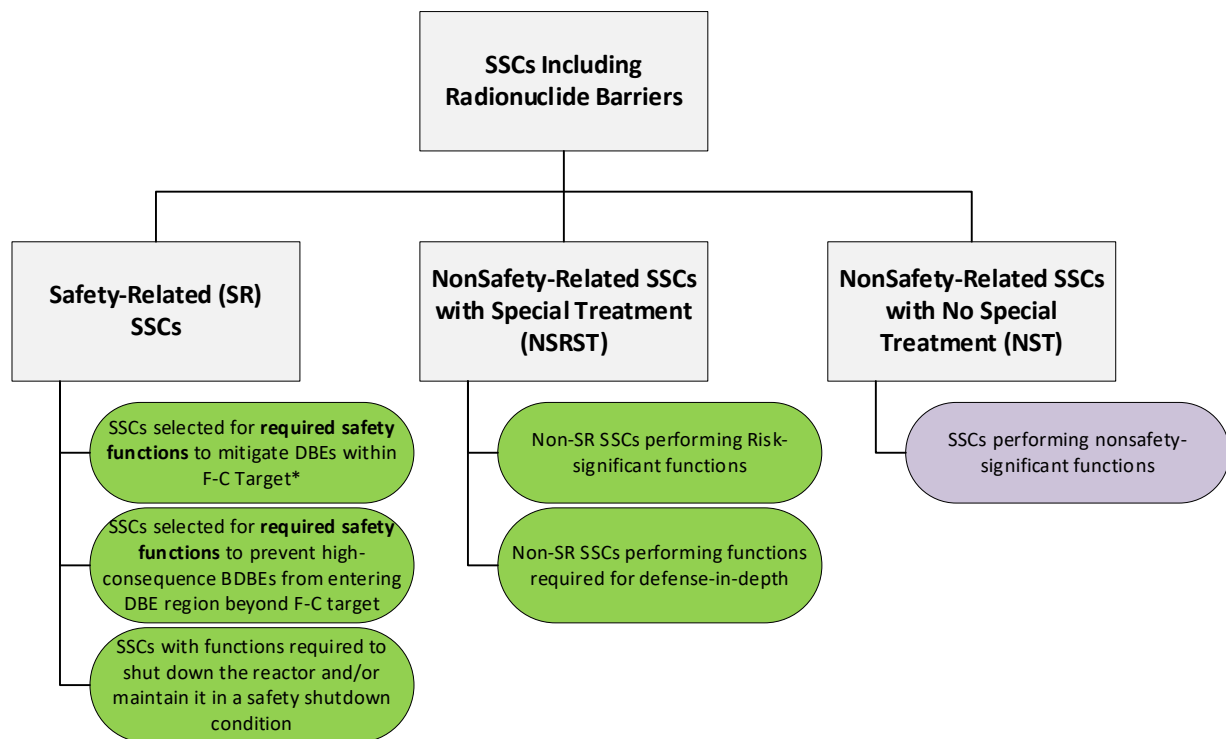 SSCs Including
Radionuclide Barriers
Safety-Related (SR)
SSCs
NonSafety-Related SSCs
with Special Treatment
(NSRST)
NonSafety-Related SSCs
with No Special
Treatment (NST)
SSCs selected for required safety
functions to mitigate DBEs within
F-C Target*
SSCs selected for required safety
functions to prevent high-
consequence BDBEs from entering
DBE region beyond F-C target
SSCs with functions required to
shut down the reactor and/or
maintain it in a safety shutdown
condition
Non-SR SSCs performing Risk-
significant functions
Non-SR SSCs performing functions
required for defense-in-depth
SSCs performing nonsafety-
significant functions